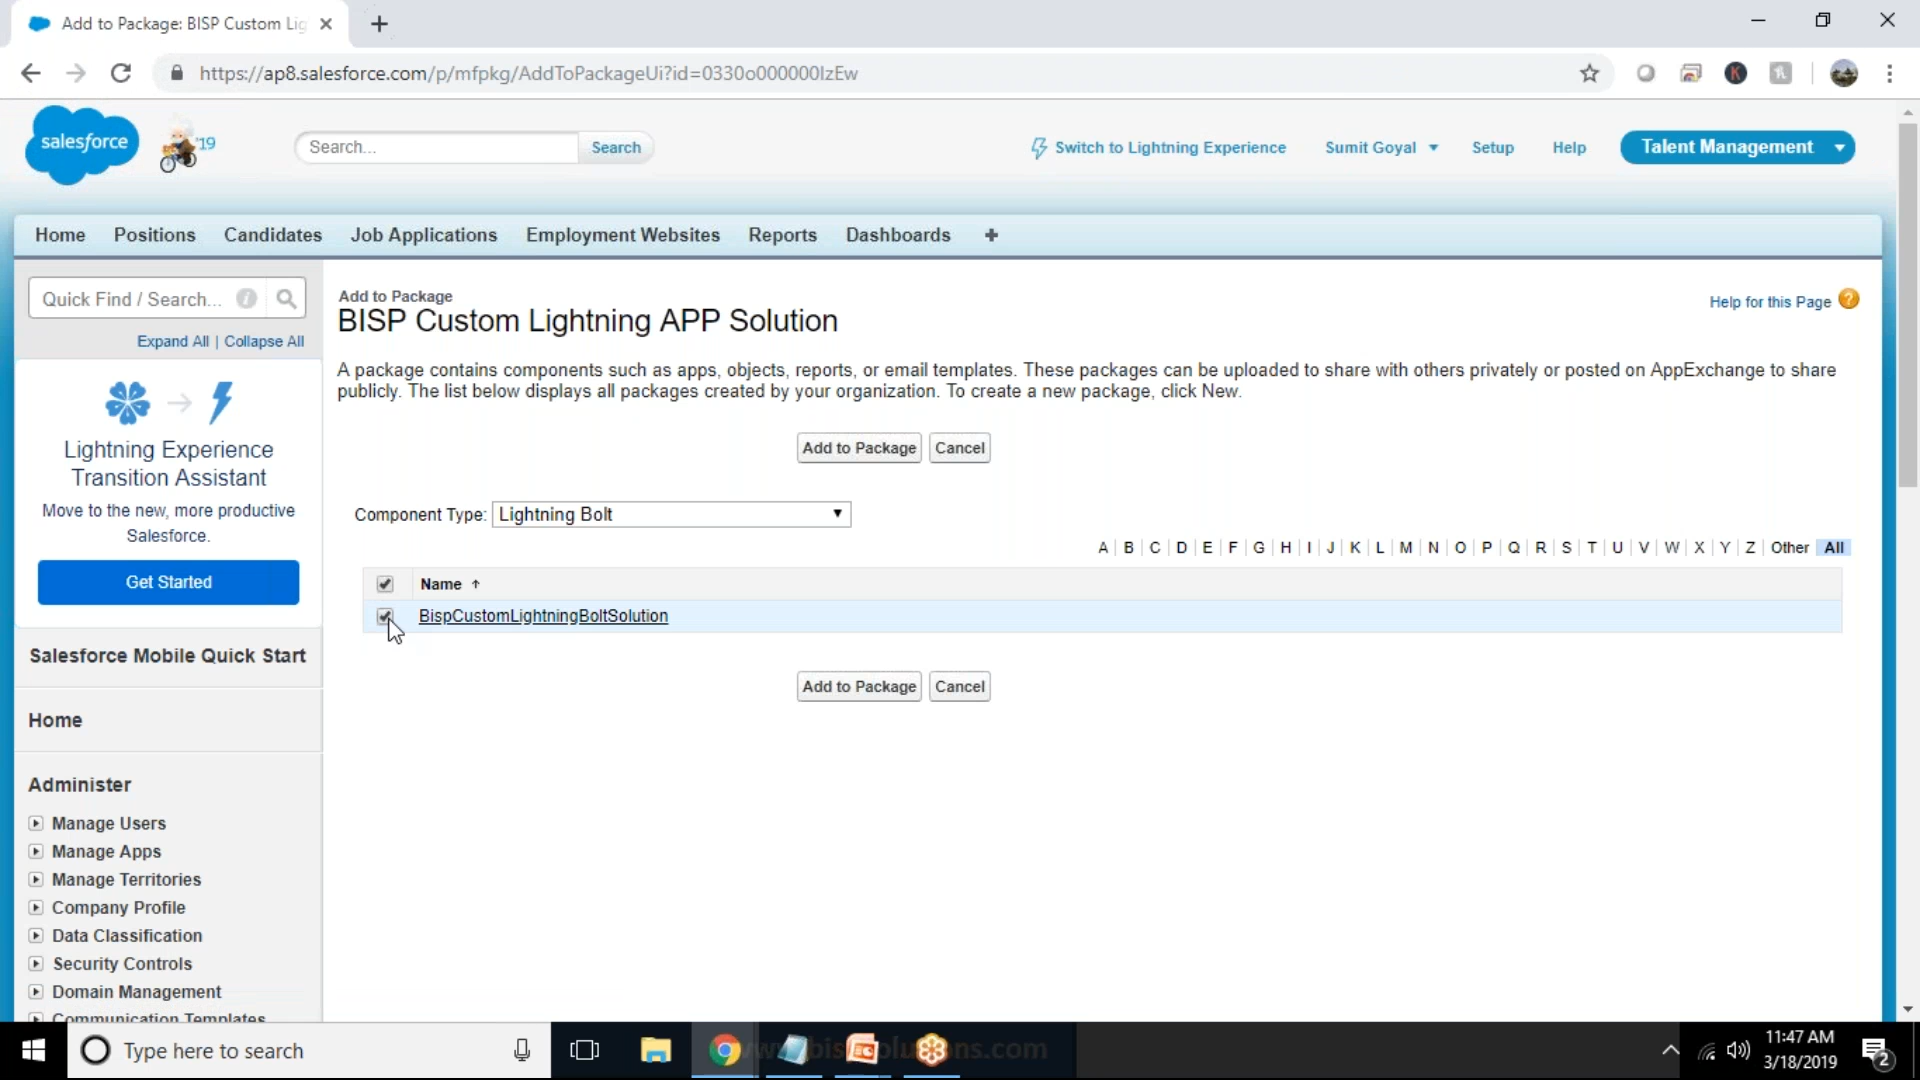 Add to Package: BISP Custom Lig
https://ap8.salesforce.com/p/mfpkg/AddToPackageUi?id=0330o000000IzEw
salesforce
'19
Search...
Search
Switch to Lightning Experience
Sumit Goyal
Setup
Help
Talent Management
Home
Positions
Candidates
Job Applications
Employment Websites
Reports
Dashboards
Quick Find / Search...
Expand All | Collapse All
Lightning Experience
Transition Assistant
Move to the new, more productive
Salesforce.
Get Started
Salesforce Mobile Quick Start
Home
Administer
Manage Users
Manage Apps
Manage Territories
Company Profile
Data Classification
Security Controls
Domain Management
Communication Templates
Add to Package
BISP Custom Lightning APP Solution
Help for this Page
A package contains components such as apps, objects, reports, or email templates. These packages can be uploaded to share with others privately or posted on AppExchange to share
publicly. The list below displays all packages created by your organization. To create a new package, click New.
Add to Package
Cancel
Component Type: Lightning Bolt
A | B | C | D | E | F | G | H | I | J | K | L | M | N | O | P | Q | R | S | T | U | V | W | X | Y | Z | Other | All
Name
BispCustomLightningBoltSolution
Add to Package
Cancel
Type here to search
11:47 AM
3/18/2019
2